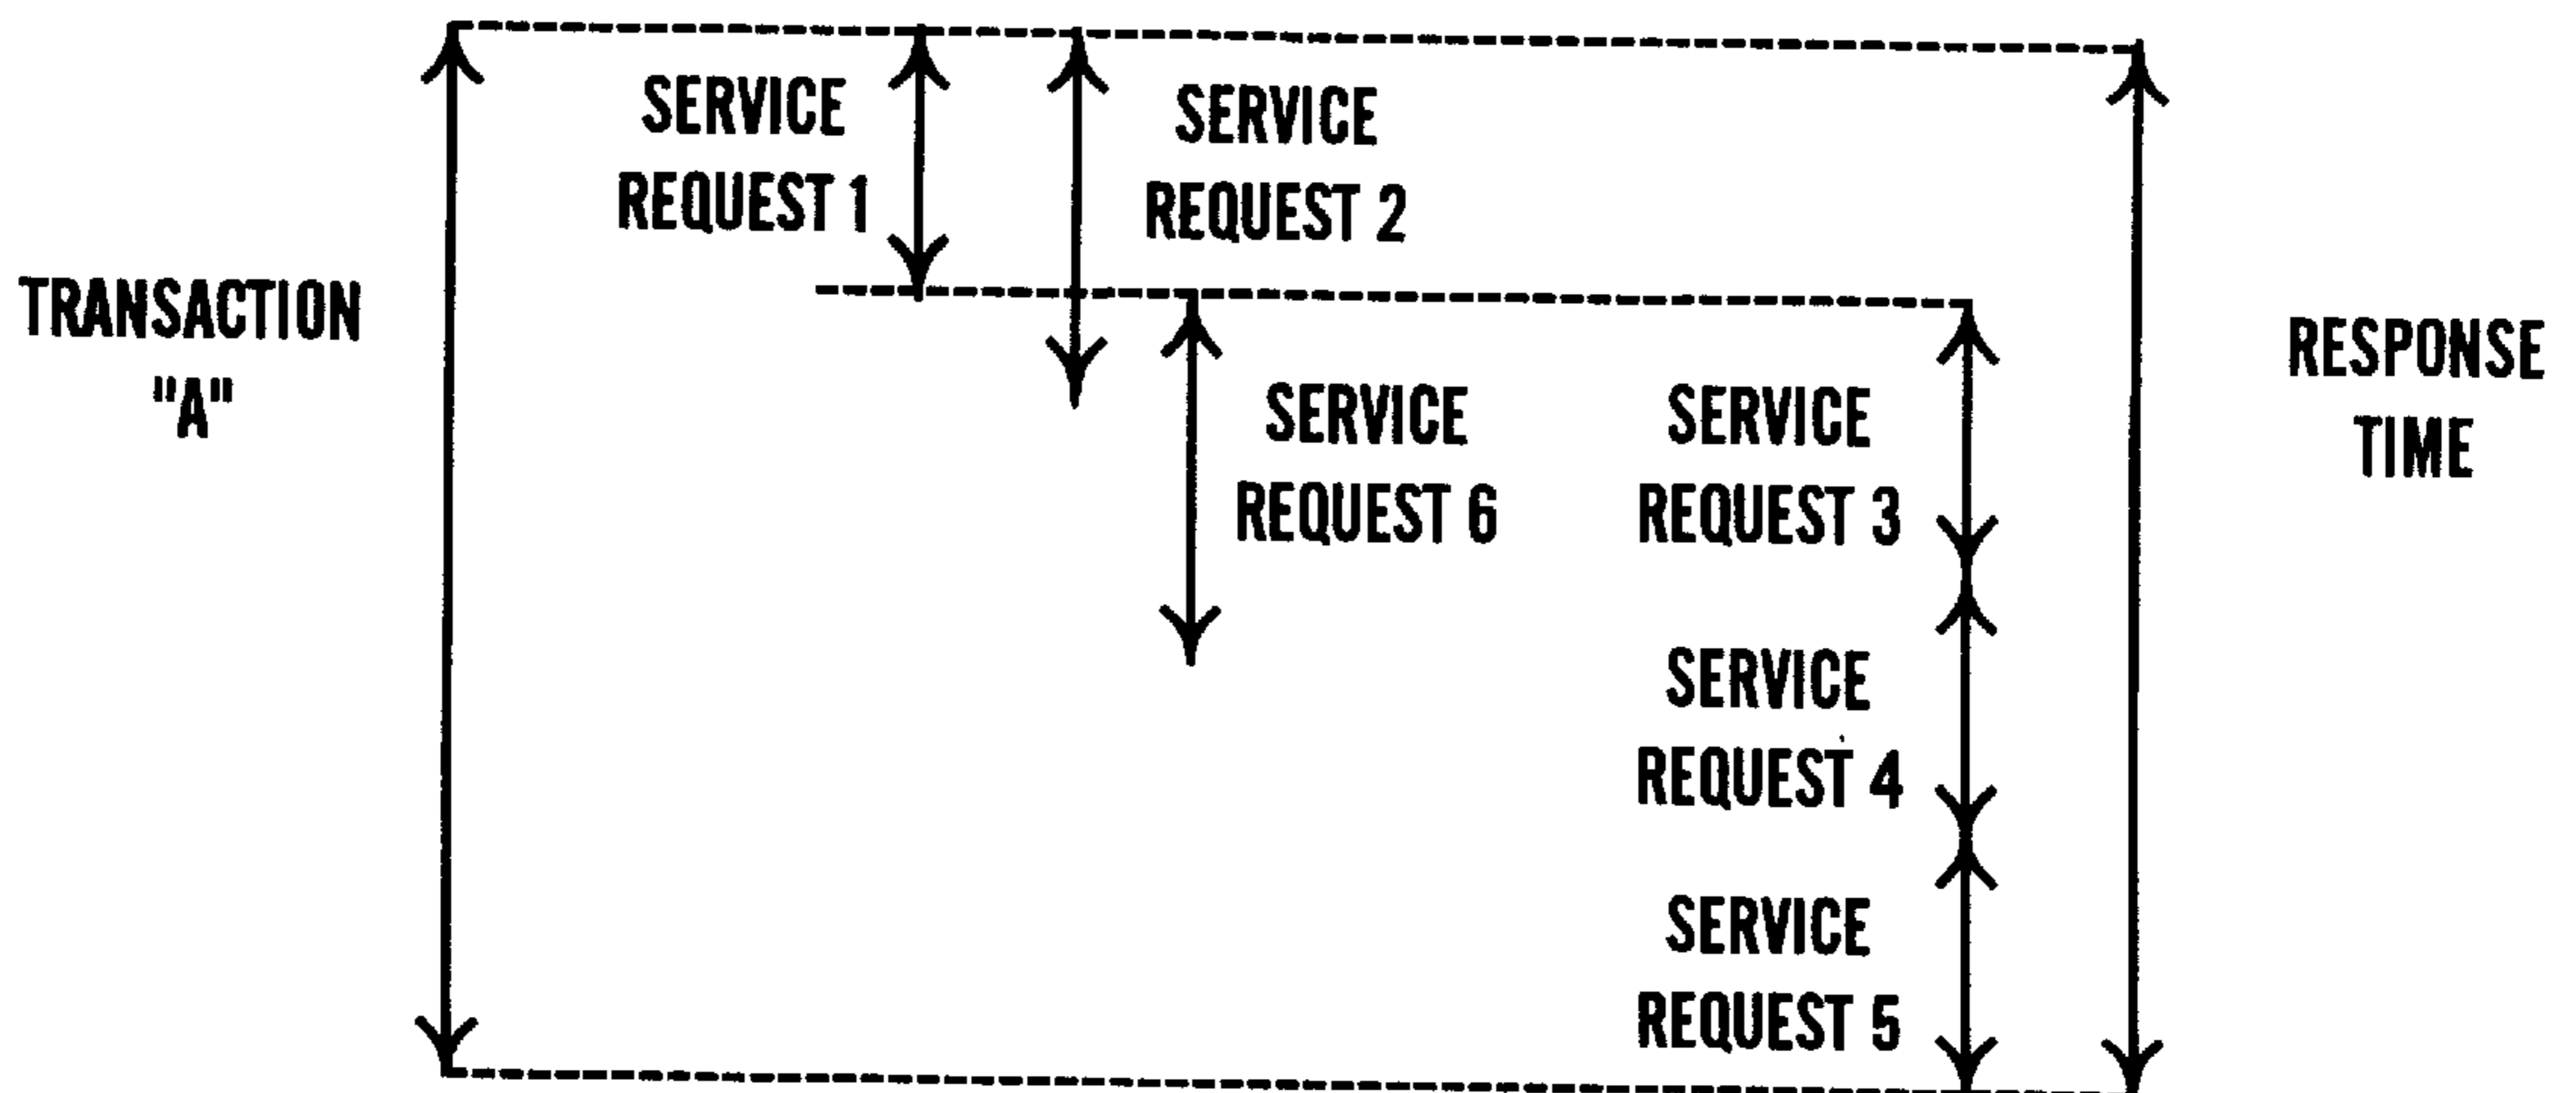 SERVICE
REQUEST 1
SERVICE
REQUEST 2
TRANSACTION
"A"
RESPONSE
TIME
SERVICE
REQUEST 6
SERVICE
REQUEST 3
SERVICE
REQUEST 4
SERVICE
REQUEST 5